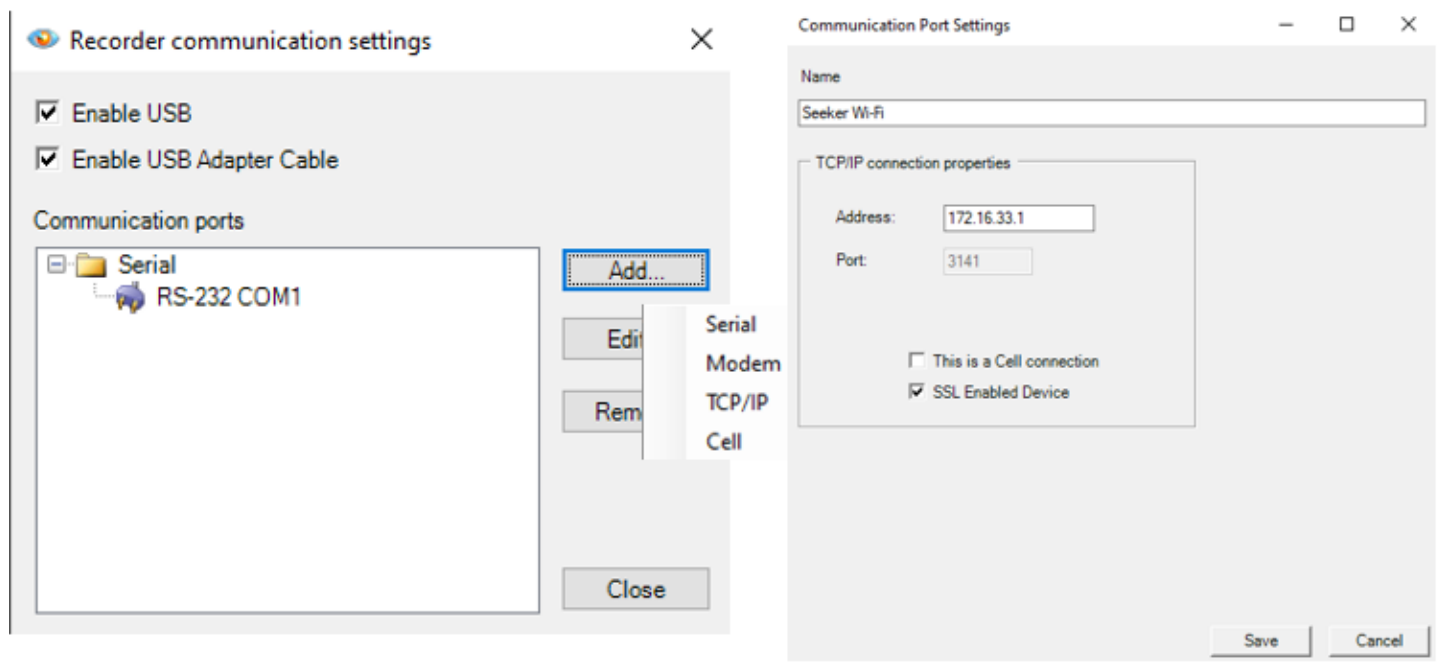 Recorder communication settings
Enable USB
Enable USB Adapter Cable
Communication ports
Serial
RS-232 COM1
Add...
Edi
Rem
Serial
Modem
TCP/IP
Cell
Close
Communication Port Settings
Name
Seeker Wi-Fi
TCP/IP connection properties
Address: 172.16.33.1
Port: 3141
This is a Cell connection
SSL Enabled Device
Save Cancel